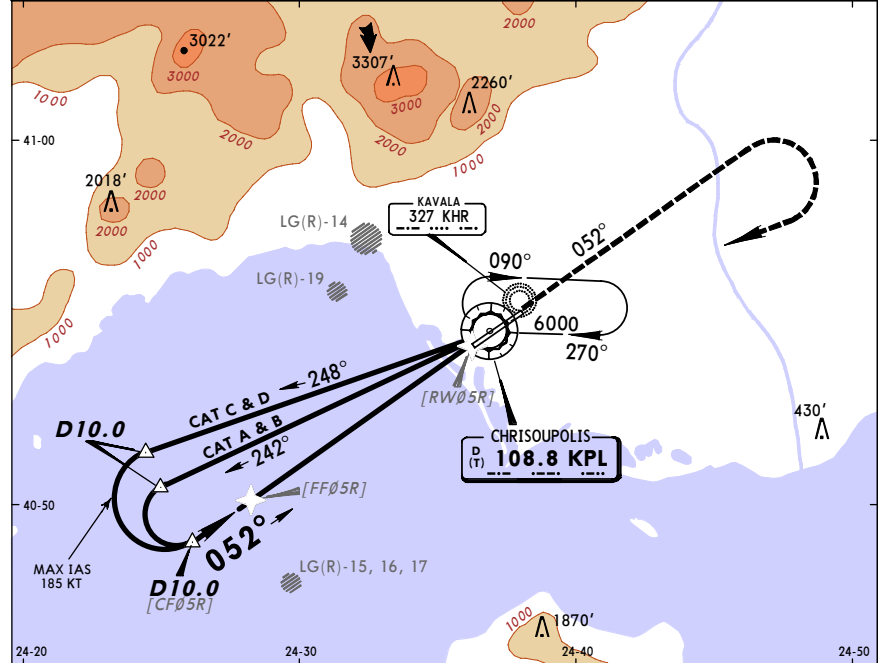 3022'
3000
2000
3307'
3000
2260'
2000
2000
1000
2000
1000
41-00
2018'
2000
2000
1000
1000
LG(R)-14
LG(R)-19
KAVALA
327 KHR
052°
090°
6000
270°
[RWØ5R]
248°
CAT C & D
CAT A & B
242°
D10.0
CHRISOUPOLIS
D
(T) 108.8 KPL
430'
40-50
[FFØ5R]
052°
MAX IAS
185 KT
D10.0
[CFØ5R]
LG(R)-15, 16, 17
1000
1870'
24-20
24-30
24-40
24-50